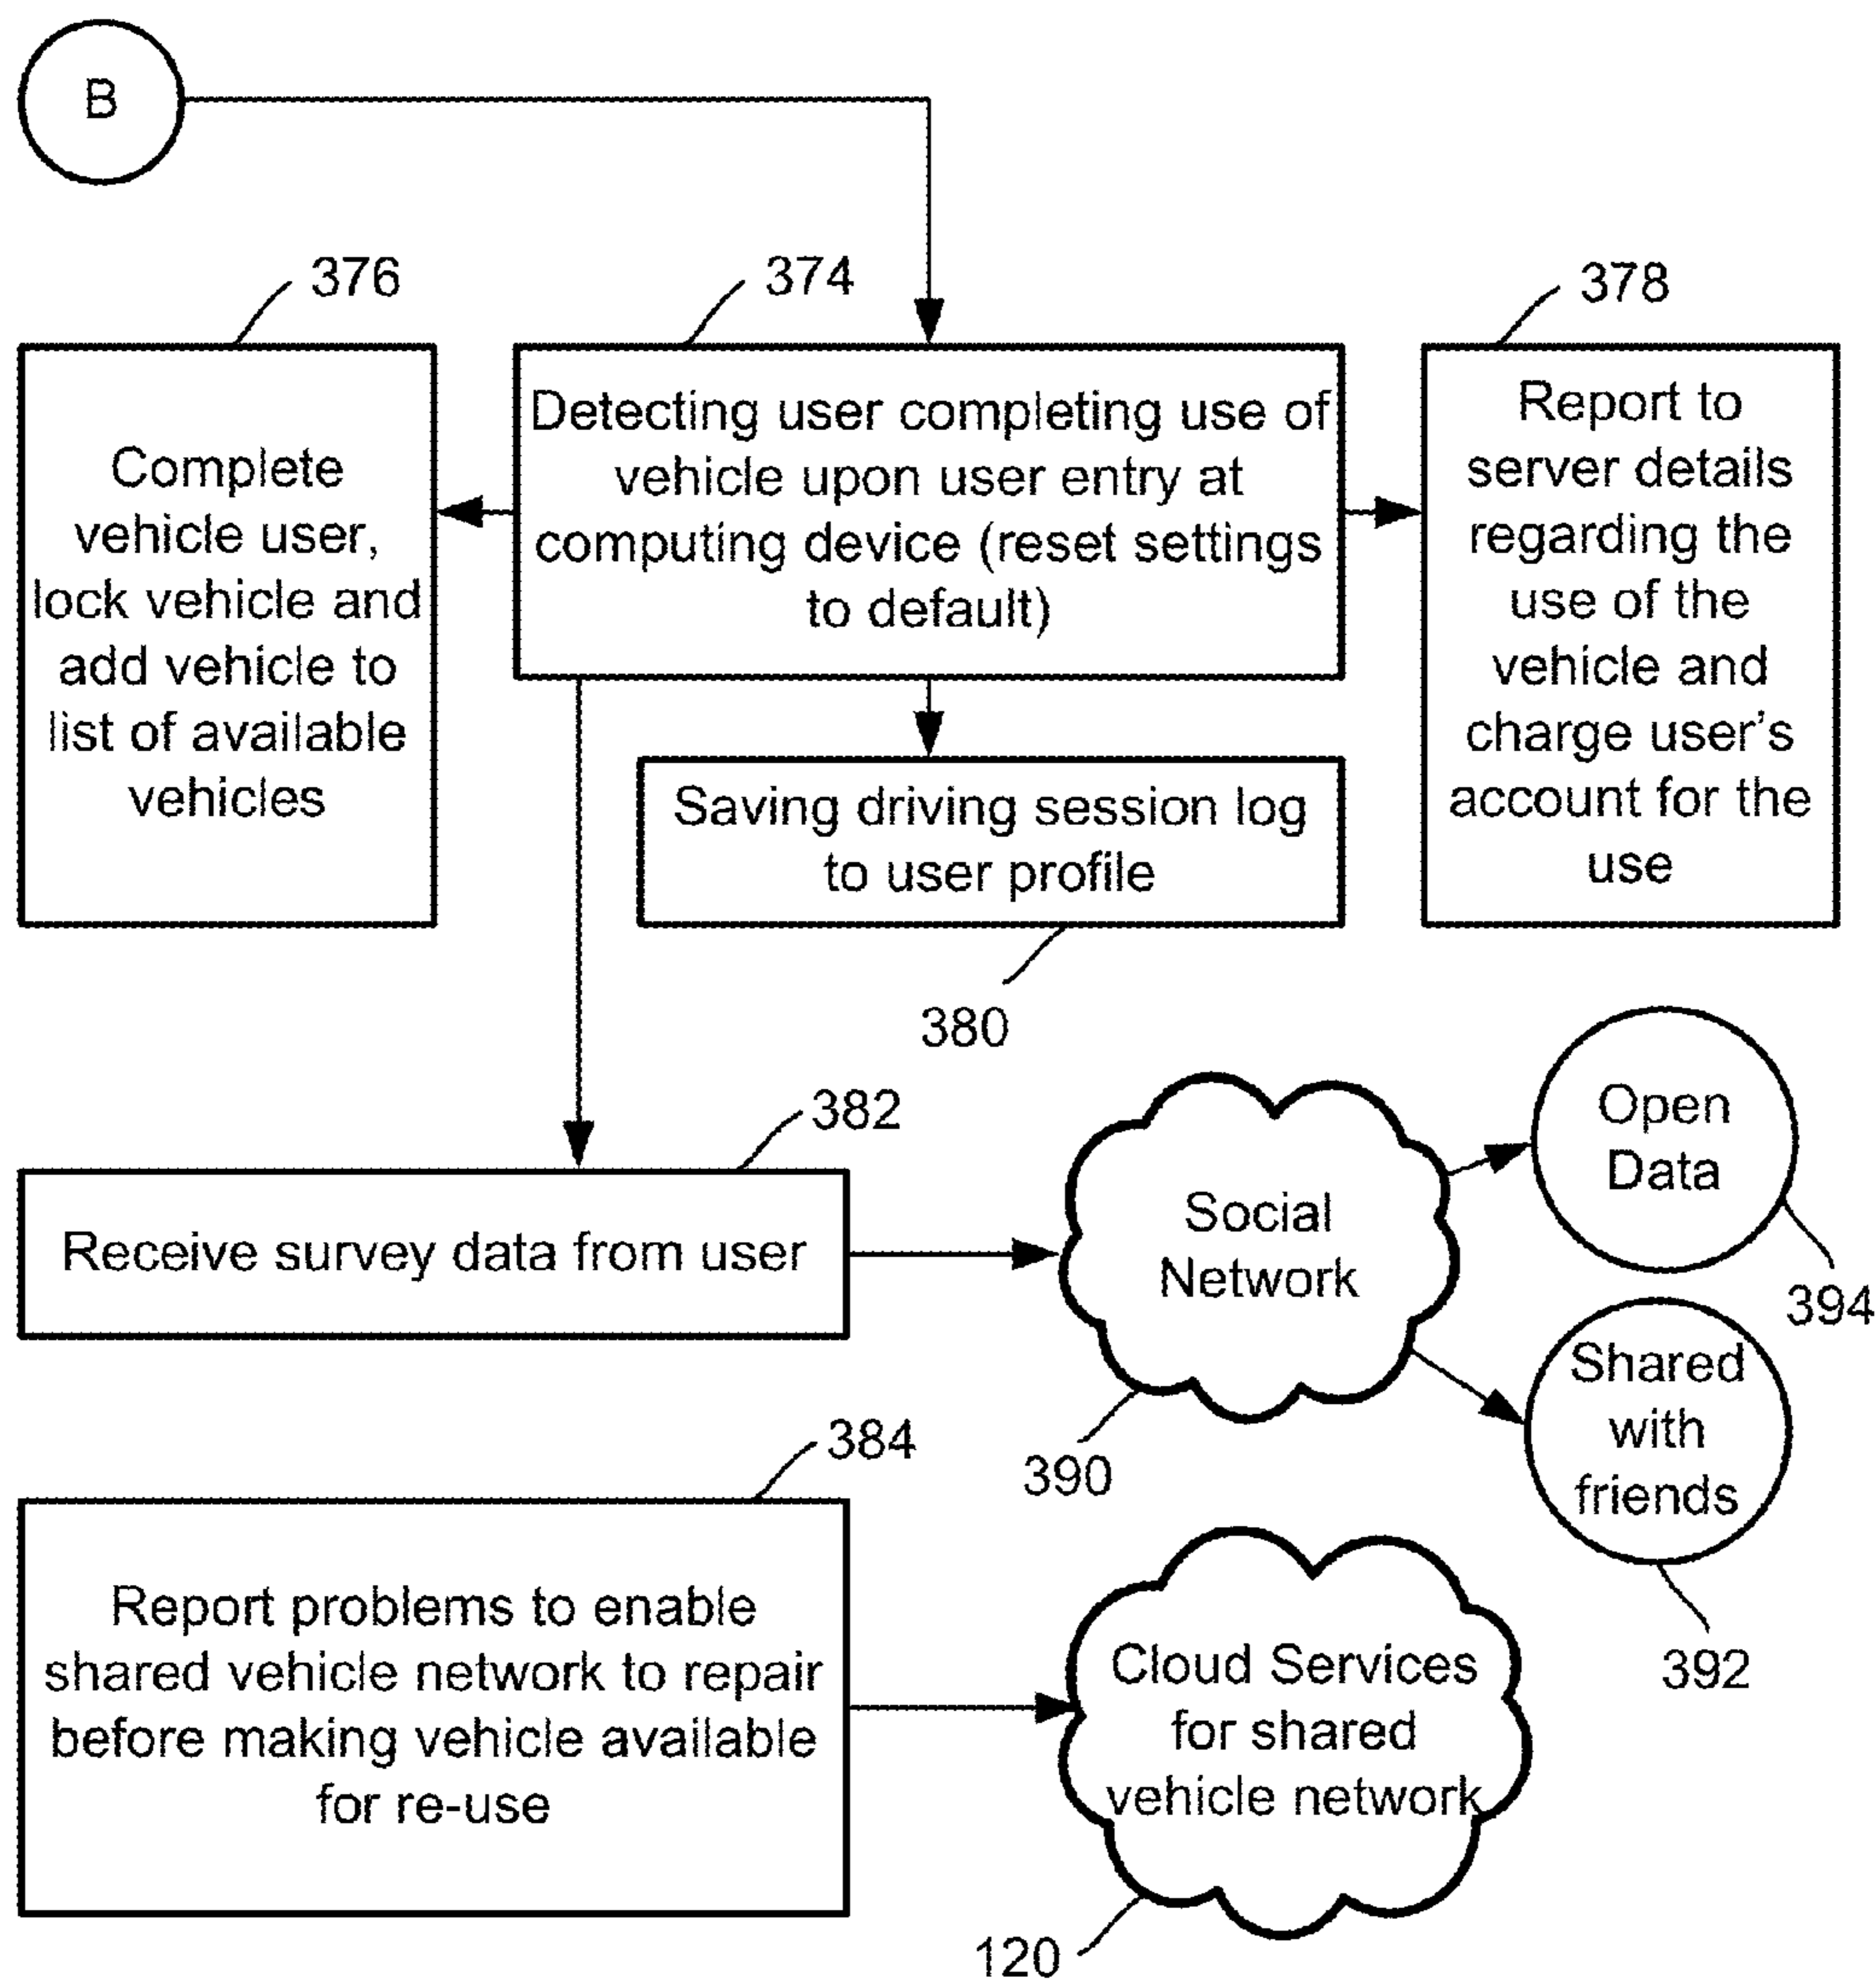 B
376
374
378
Complete
vehicle user,
lock vehicle and
add vehicle to
list of available
vehicles
Detecting user completing use of
vehicle upon user entry at
computing device (reset settings
to default)
Report to
server details
regarding the
use of the
vehicle and
charge user's
account for the
use
Saving driving session log
to user profile
380
382
Receive survey data from user
Social
Network
390
Open
Data
394
Shared
with
friends
392
384
Report problems to enable
shared vehicle network to repair
before making vehicle available
for re-use
Cloud Services
for shared
vehicle network
120